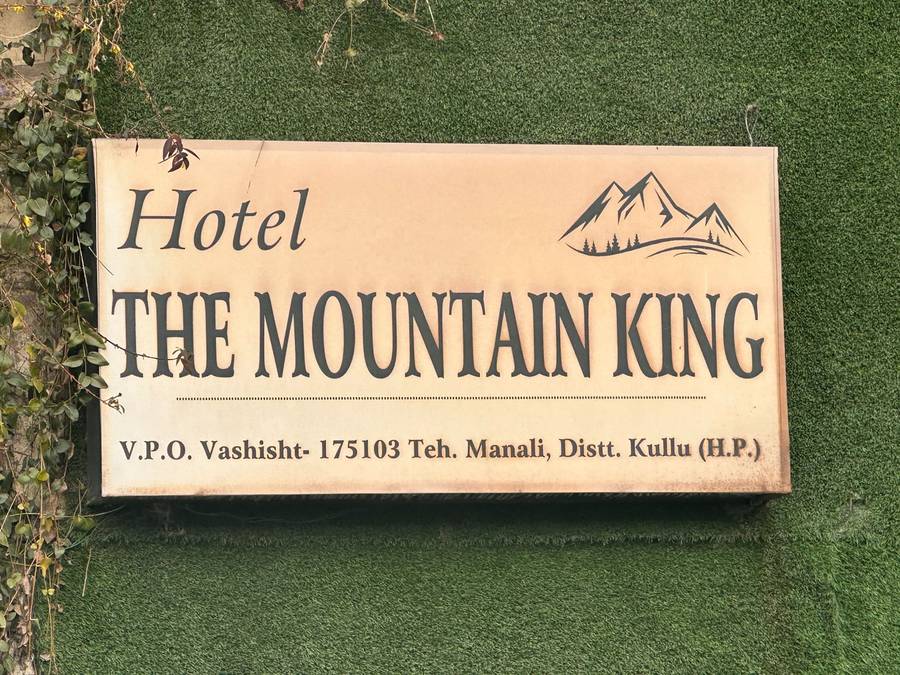 Hotel
THE MOUNTAIN KING
V.P.O. Vashisht- 175103 Teh. Manali, Distt. Kullu (H.P.)